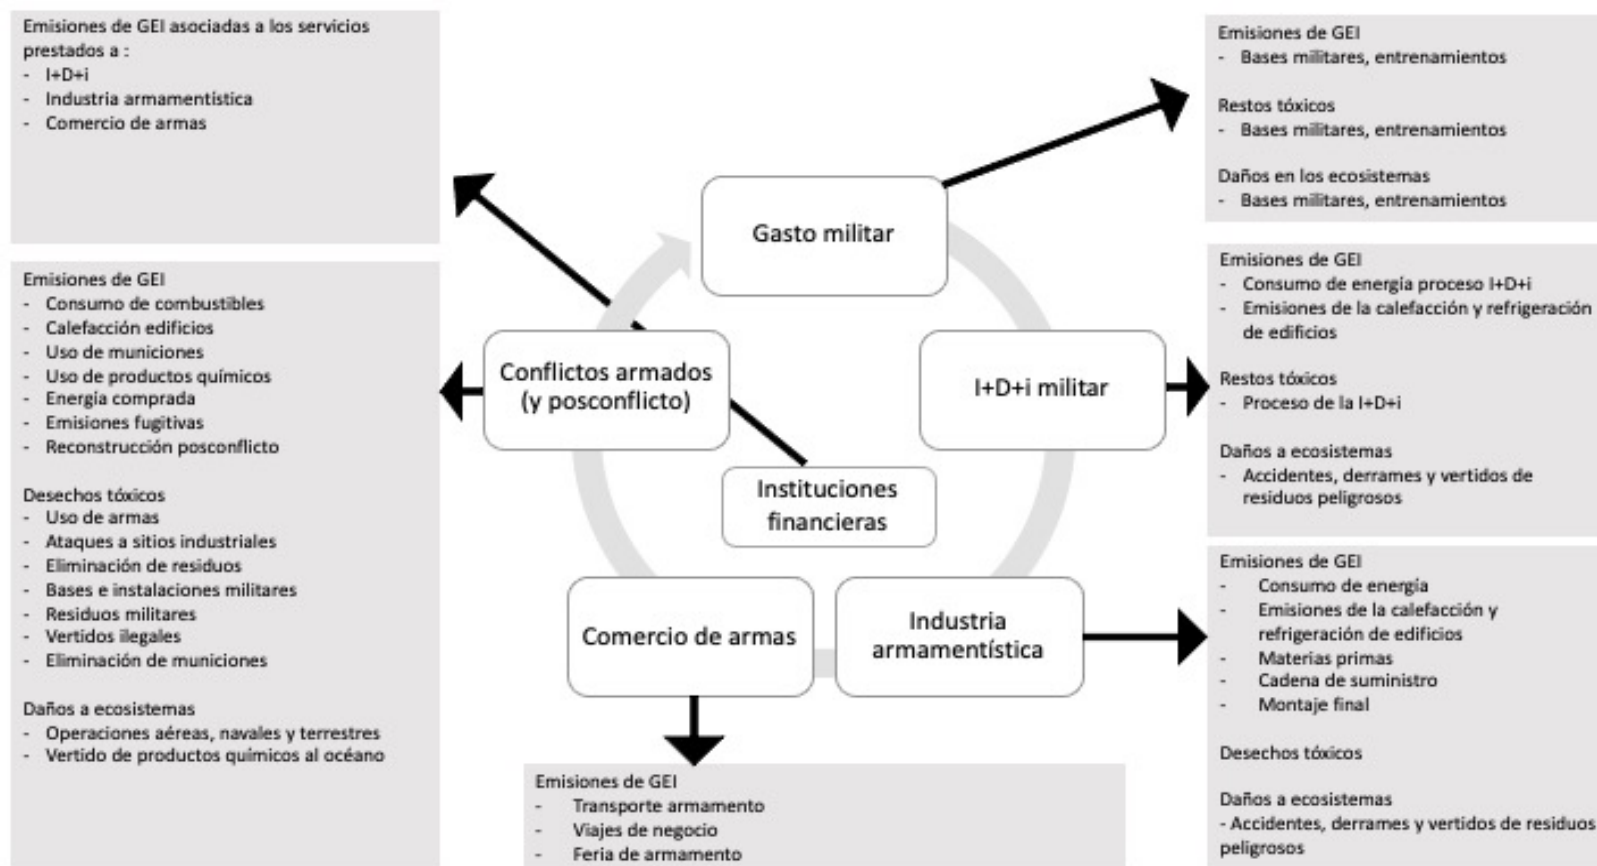 Emisiones de GEI asociadas a los servicios
prestados a :
- I+D+i
- Industria armamentística
- Comercio de armas
Emisiones de GEI
- Consumo de combustibles
- Calefacción edificios
- Uso de municiones
- Uso de productos químicos
- Energía comprada
- Emisiones fugitivas
- Reconstrucción posconflicto
Desechos tóxicos
- Uso de armas
- Ataques a sitios industriales
- Eliminación de residuos
- Bases e instalaciones militares
- Residuos militares
- Vertidos ilegales
- Eliminación de municiones
Daños a ecosistemas
- Operaciones aéreas, navales y terrestres
- Vertido de productos químicos al océano
Gasto militar
Conflictos armados
(y posconflicto)
I+D+i militar
Instituciones
financieras
Comercio de armas
Industria
armamentística
Emisiones de GEI
- Transporte armamento
- Viajes de negocio
- Feria de armamento
Emisiones de GEI
- Bases militares, entrenamientos
Restos tóxicos
- Bases militares, entrenamientos
Daños en los ecosistemas
- Bases militares, entrenamientos
Emisiones de GEI
- Consumo de energía proceso I+D+i
- Emisiones de la calefacción y refrigeración
de edificios
Restos tóxicos
- Proceso de la I+D+i
Daños a ecosistemas
- Accidentes, derrames y vertidos de
residuos peligrosos
Emisiones de GEI
- Consumo de energía
- Emisiones de la calefacción y
refrigeración de edificios
- Materias primas
- Cadena de suministro
- Montaje final
Desechos tóxicos
Daños a ecosistemas
- Accidentes, derrames y vertidos de residuos
peligrosos